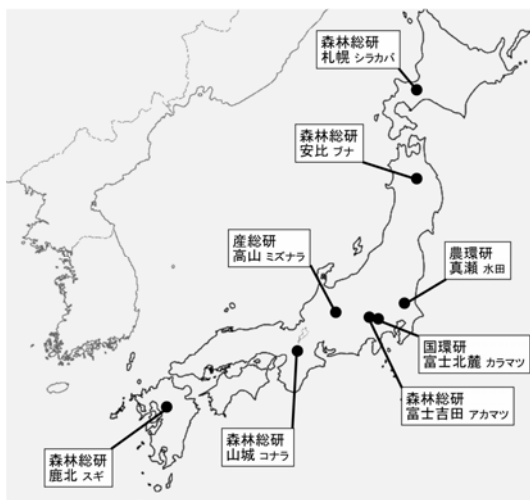 森林総研
札幌 シラカバ
森林総研
安比 ブナ
産総研
高山 ミズナラ
農環研
真瀬 水田
国環研
富士北麓 カラマツ
森林総研
富士吉田 アカマツ
森林総研
山城 コナラ
森林総研
鹿北 スギ